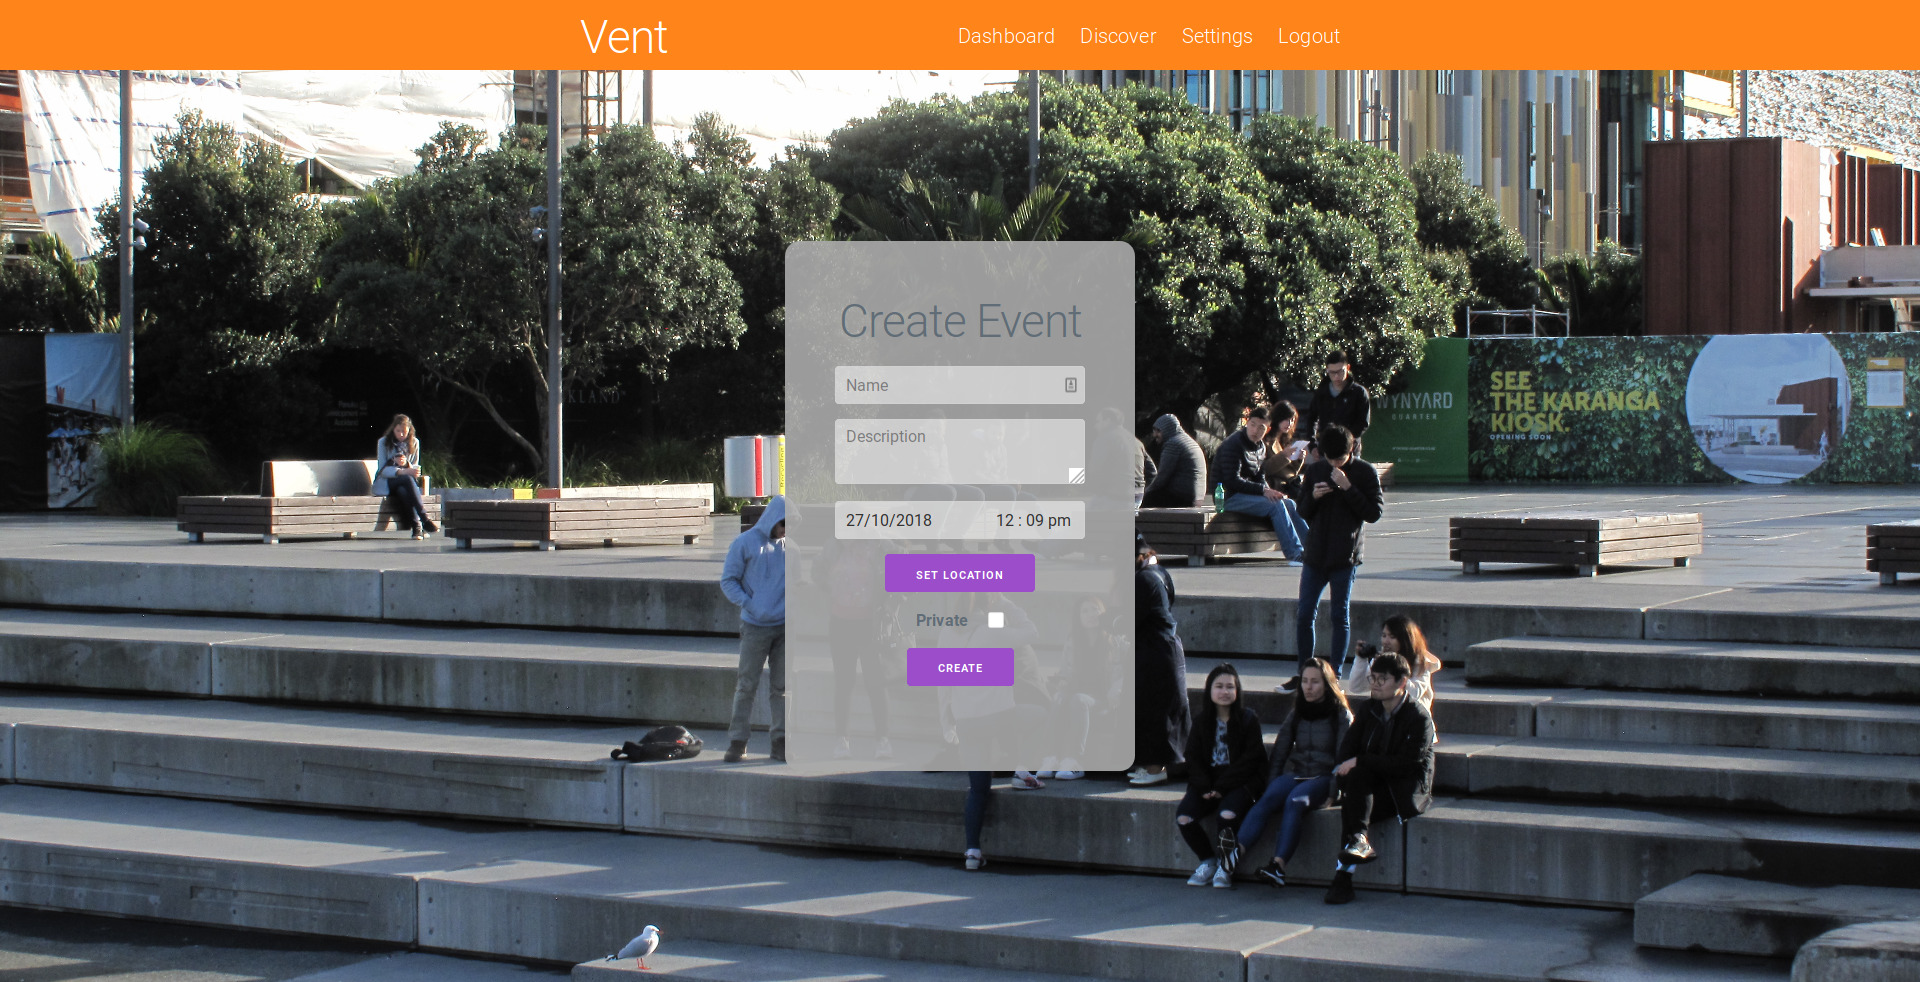 Vent
Dashboard Discover Settings Logout
Create Event
Name
Description
27/10/2018 12 : 09 pm
SET LOCATION
Private
CREATE
WYNYARD
QUARTER
SEE
THE KARANGA
KIOSK.
OPENING SOON